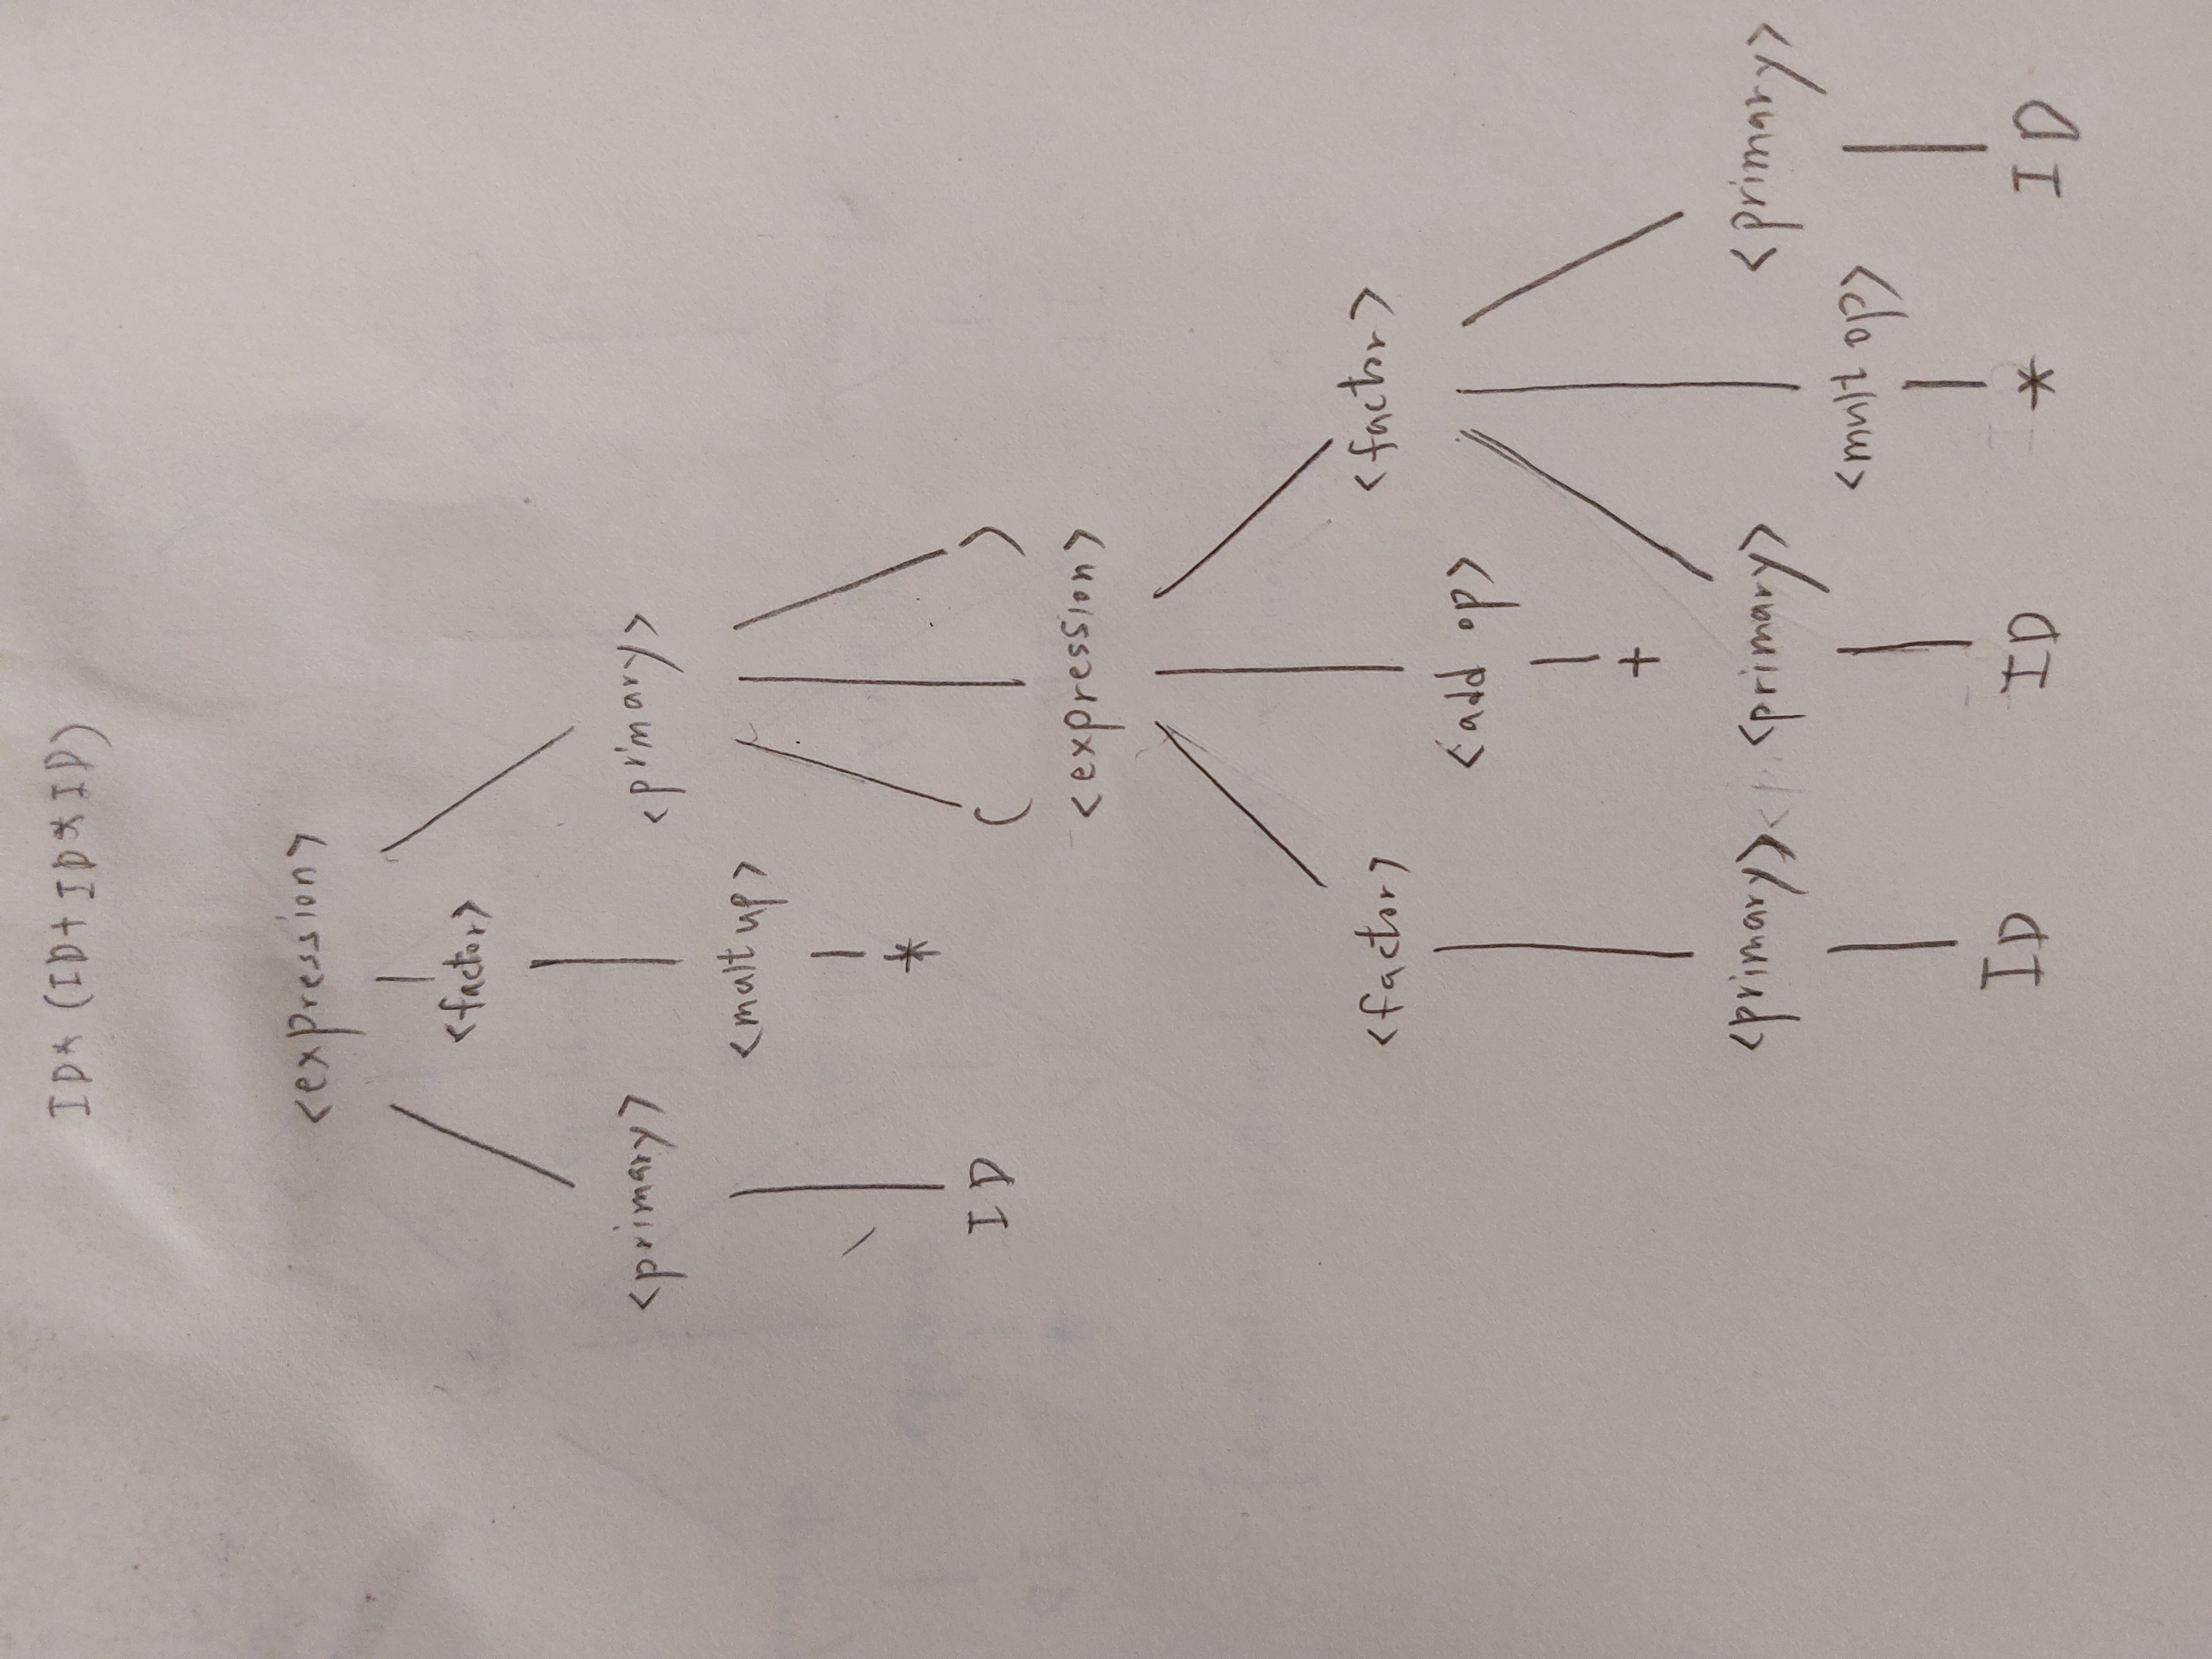 ID* (ID+ID*ID)
<expression>
<factor>
<primary> <primary>
<mult up>
*
ID ( )
<expression>
<factor> <factor>
<add op>
+
<primary> <primary> <primary>
<mult op>
ID ID * ID